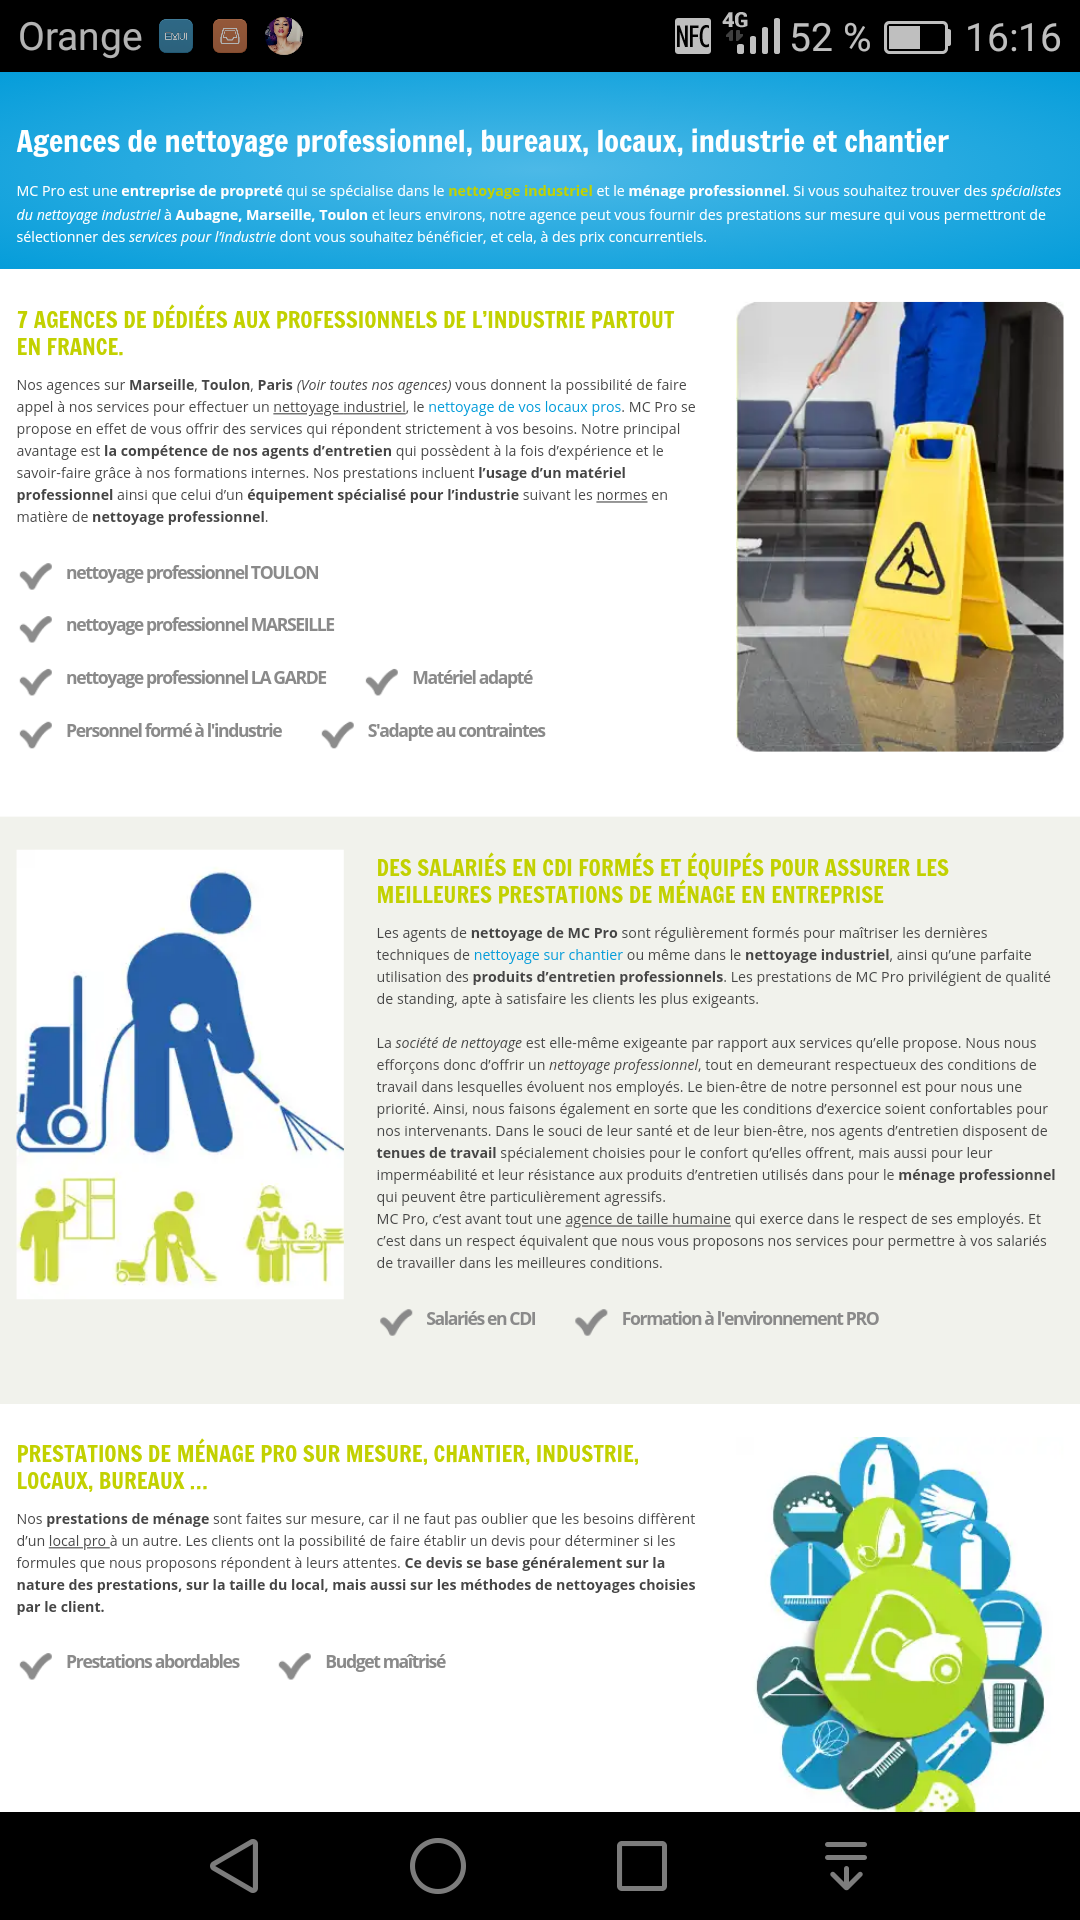 Orange EMUI NFC 4G 52 % 16:16
Agences de nettoyage professionnel, bureaux, locaux, industrie et chantier
MC Pro est une entreprise de propreté qui se spécialise dans le nettoyage industriel et le ménage professionnel. Si vous souhaitez trouver des spécialistes
du nettoyage industriel à Aubagne, Marseille, Toulon et leurs environs, notre agence peut vous fournir des prestations sur mesure qui vous permettront de
sélectionner des services pour l'industrie dont vous souhaitez bénéficier, et cela, à des prix concurrentiels.
7 AGENCES DE DÉDIÉES AUX PROFESSIONNELS DE L'INDUSTRIE PARTOUT
EN FRANCE.
Nos agences sur Marseille, Toulon, Paris (Voir toutes nos agences) vous donnent la possibilité de faire
appel à nos services pour effectuer un nettoyage industriel, le nettoyage de vos locaux pros. MC Pro se
propose en effet de vous offrir des services qui répondent strictement à vos besoins. Notre principal
avantage est la compétence de nos agents d'entretien qui possèdent à la fois d'expérience et le
savoir-faire grâce à nos formations internes. Nos prestations incluent l'usage d'un matériel
professionnel ainsi que celui d'un équipement spécialisé pour l'industrie suivant les normes en
matière de nettoyage professionnel.
nettoyage professionnel TOULON
nettoyage professionnel MARSEILLE
nettoyage professionnel LA GARDE Matériel adapté
Personnel formé à l'industrie S'adapte au contraintes
DES SALARIÉS EN CDI FORMÉS ET ÉQUIPÉS POUR ASSURER LES
MEILLEURES PRESTATIONS DE MÉNAGE EN ENTREPRISE
Les agents de nettoyage de MC Pro sont régulièrement formés pour maîtriser les dernières
techniques de nettoyage sur chantier ou même dans le nettoyage industriel, ainsi qu'une parfaite
utilisation des produits d'entretien professionnels. Les prestations de MC Pro privilégient de qualité
de standing, apte à satisfaire les clients les plus exigeants.
La société de nettoyage est elle-même exigeante par rapport aux services qu'elle propose. Nous nous
efforçons donc d'offrir un nettoyage professionnel, tout en demeurant respectueux des conditions de
travail dans lesquelles évoluent nos employés. Le bien-être de notre personnel est pour nous une
priorité. Ainsi, nous faisons également en sorte que les conditions d'exercice soient confortables pour
nos intervenants. Dans le souci de leur santé et de leur bien-être, nos agents d'entretien disposent de
tenues de travail spécialement choisies pour le confort qu'elles offrent, mais aussi pour leur
imperméabilité et leur résistance aux produits d'entretien utilisés dans pour le ménage professionnel
qui peuvent être particulièrement agressifs.
MC Pro, c'est avant tout une agence de taille humaine qui exerce dans le respect de ses employés. Et
c'est dans un respect équivalent que nous vous proposons nos services pour permettre à vos salariés
de travailler dans les meilleures conditions.
Salariés en CDI Formation à l'environnement PRO
PRESTATIONS DE MÉNAGE PRO SUR MESURE, CHANTIER, INDUSTRIE,
LOCAUX, BUREAUX ...
Nos prestations de ménage sont faites sur mesure, car il ne faut pas oublier que les besoins diffèrent
d'un local pro à un autre. Les clients ont la possibilité de faire établir un devis pour déterminer si les
formules que nous proposons répondent à leurs attentes. Ce devis se base généralement sur la
nature des prestations, sur la taille du local, mais aussi sur les méthodes de nettoyages choisies
par le client.
Prestations abordables Budget maîtrisé